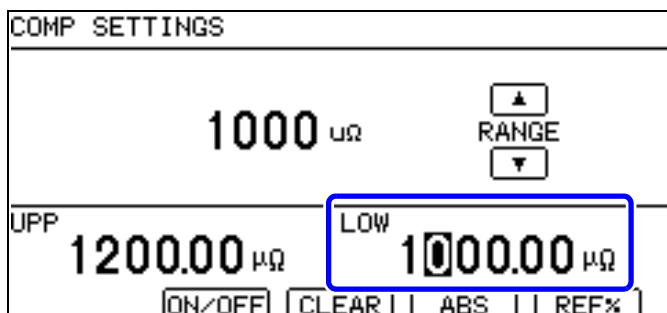 COMP SETTINGS
1000 uΩ
▲
RANGE
▼
UPP 1200.00 μΩ LOW 1000.00 μΩ
ON/OFF CLEAR ABS REF%